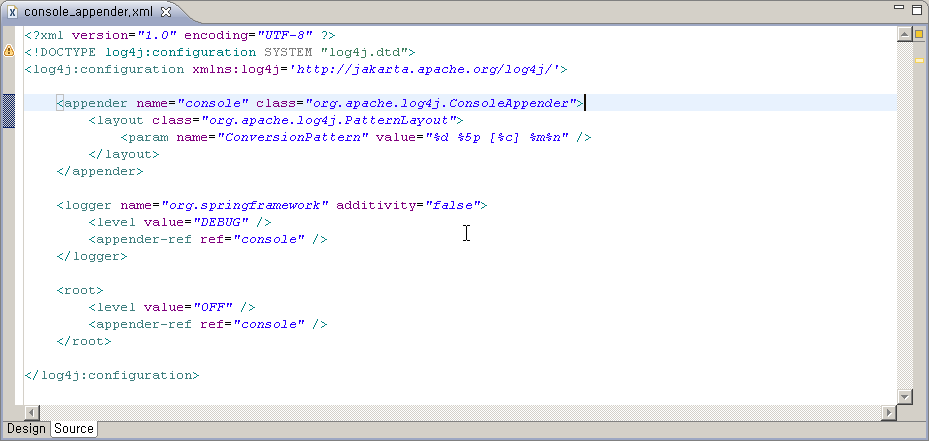 console_appender.xml
<?xml version="1.0" encoding="UTF-8" ?>
<!DOCTYPE log4j:configuration SYSTEM "log4j.dtd">
<log4j:configuration xmlns:log4j='http://jakarta.apache.org/log4j/'>
<appender name="console" class="org.apache.log4j.ConsoleAppender">
<layout class="org.apache.log4j.PatternLayout">
<param name="ConversionPattern" value="%d %5p [%c] %m%n" />
</layout>
</appender>
<logger name="org.springframework" additivity="false">
<level value="DEBUG" />
<appender-ref ref="console" />
</logger>
<root>
<level value="OFF" />
<appender-ref ref="console" />
</root>
</log4j:configuration>
Design Source